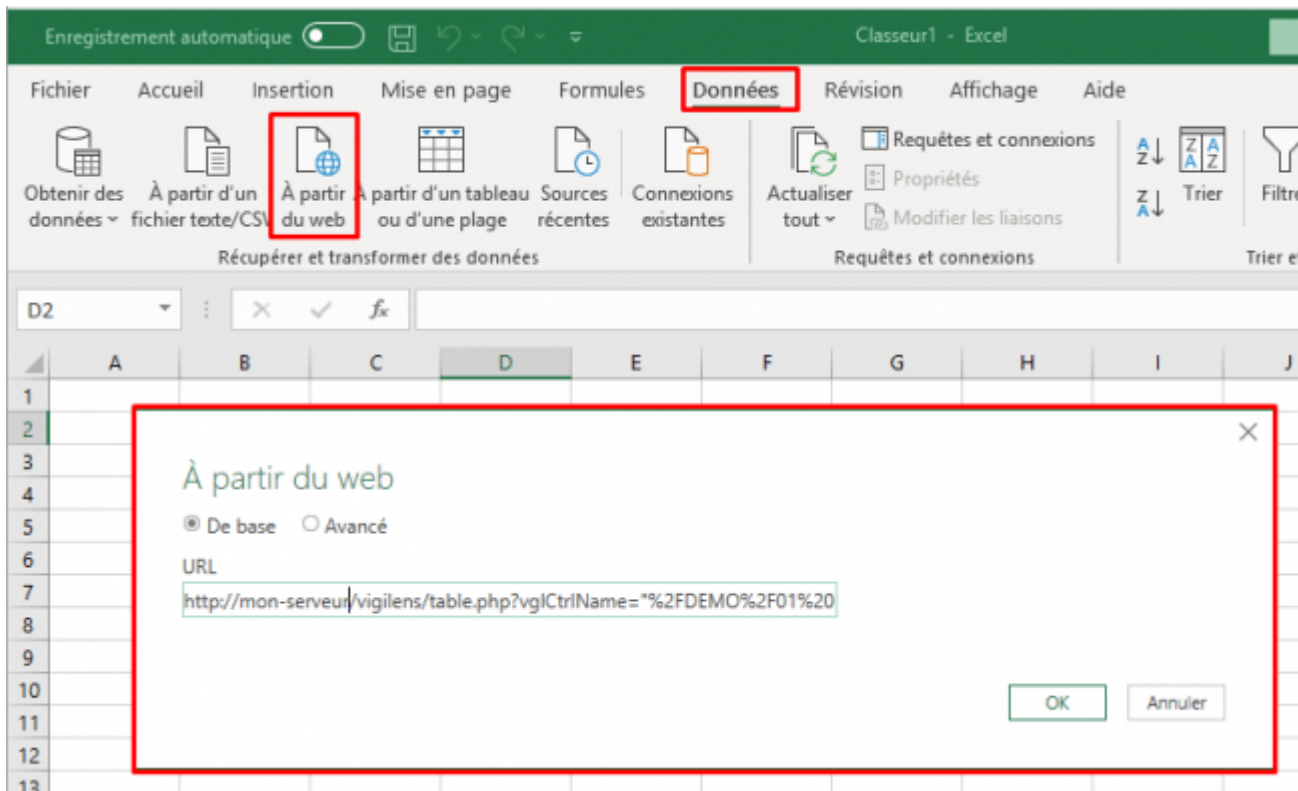 Enregistrement automatique Classeur1 - Excel
Fichier Accueil Insertion Mise en page Formules Données Révision Affichage Aide
Obtenir des données
À partir d'un fichier texte/CSV
À partir du web
À partir d'un tableau ou d'une plage
Sources récentes
Connexions existantes
Actualiser tout
Requêtes et connexions
Propriétés
Modifier les liaisons
Trier
Filtre
Récupérer et transformer des données Requêtes et connexions Trier et
D2 fx
A B C D E F G H I J
1
2
3
4
5
6
7
8
9
10
11
12
13
À partir du web
De base Avancé
URL
http://mon-serveur/vigilens/table.php?vglCtrlName="%2FDEMO%2F01%20
OK Annuler